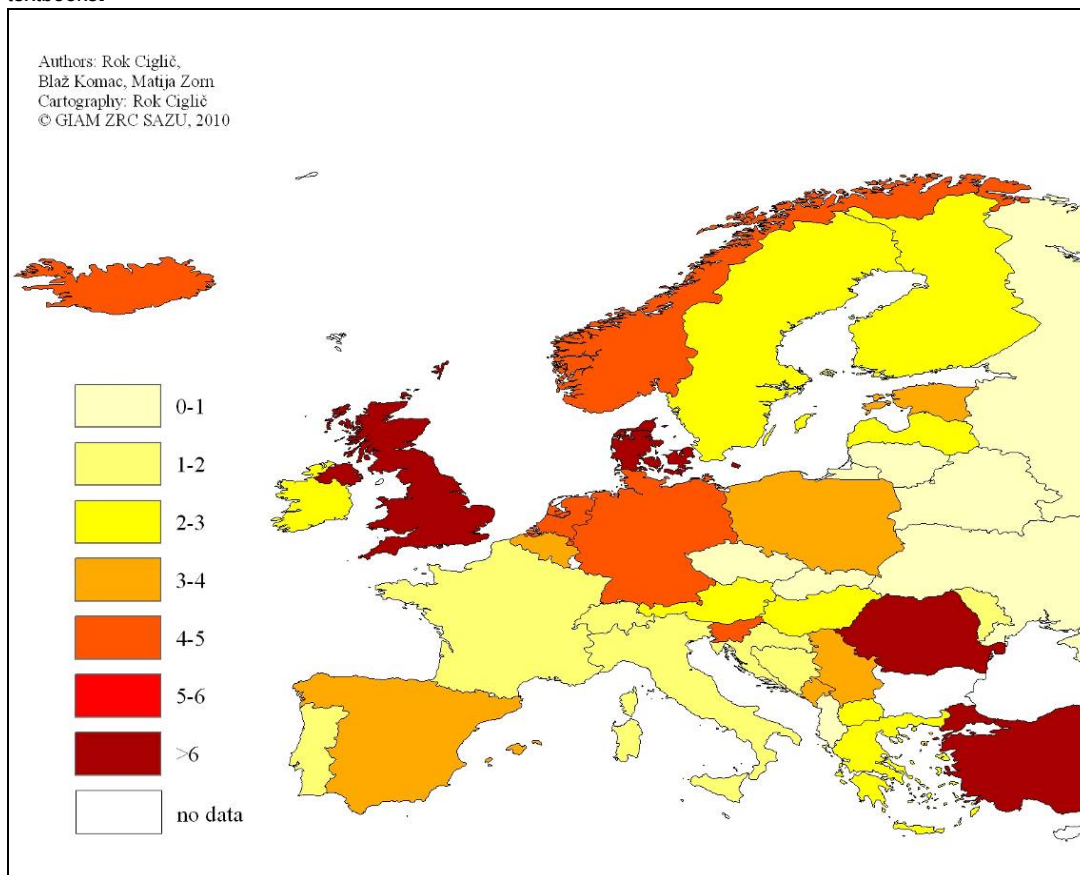 textbooks.
Authors: Rok Ciglič,
Blaž Komac, Matija Zorn
Cartography: Rok Ciglič
© GIAM ZRC SAZU, 2010
0-1
1-2
2-3
3-4
4-5
5-6
>6
no data